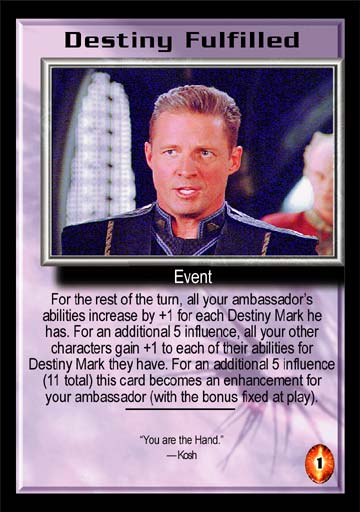 Destiny Fulfilled
Event
For the rest of the turn, all your ambassador's
abilities increase by +1 for each Destiny Mark he
has. For an additional 5 influence, all your other
characters gain +1 to each of their abilities for
Destiny Mark they have. For an additional 5 influence
(11 total) this card becomes an enhancement for
your ambassador (with the bonus fixed at play).
"You are the Hand."
—Kosh
1